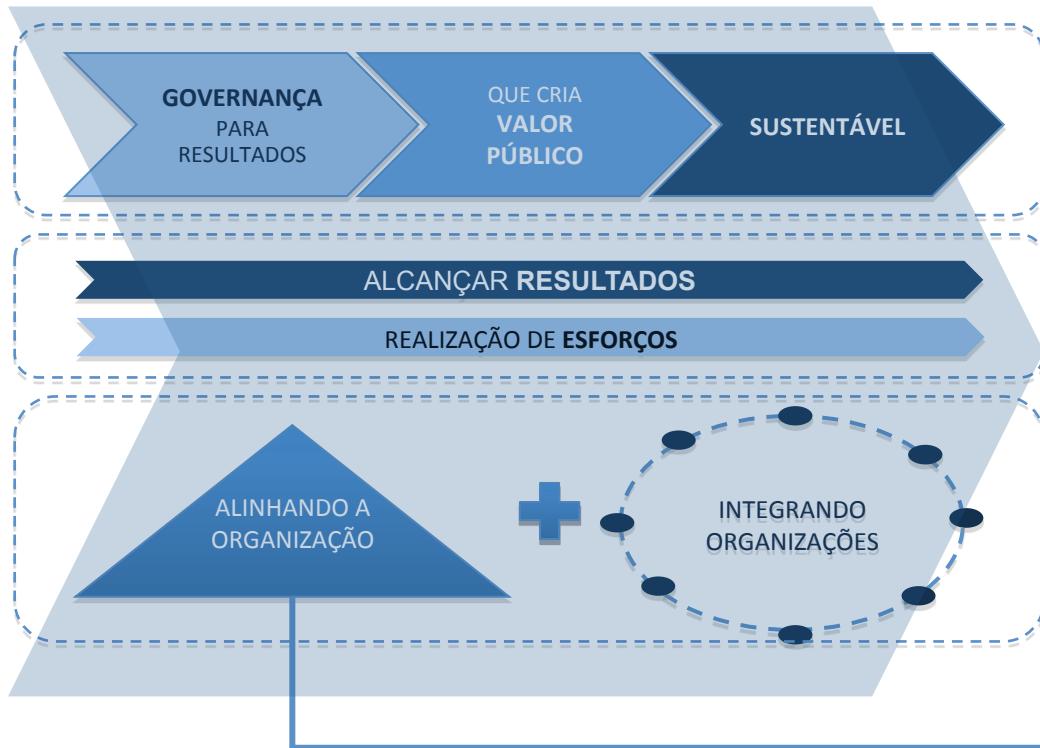 GOVERNANÇA
PARA
RESULTADOS
QUE CRIA
VALOR
PÚBLICO
SUSTENTÁVEL
ALCANÇAR RESULTADOS
REALIZAÇÃO DE ESFORÇOS
ALINHANDO A
ORGANIZAÇÃO
INTEGRANDO
ORGANIZAÇÕES